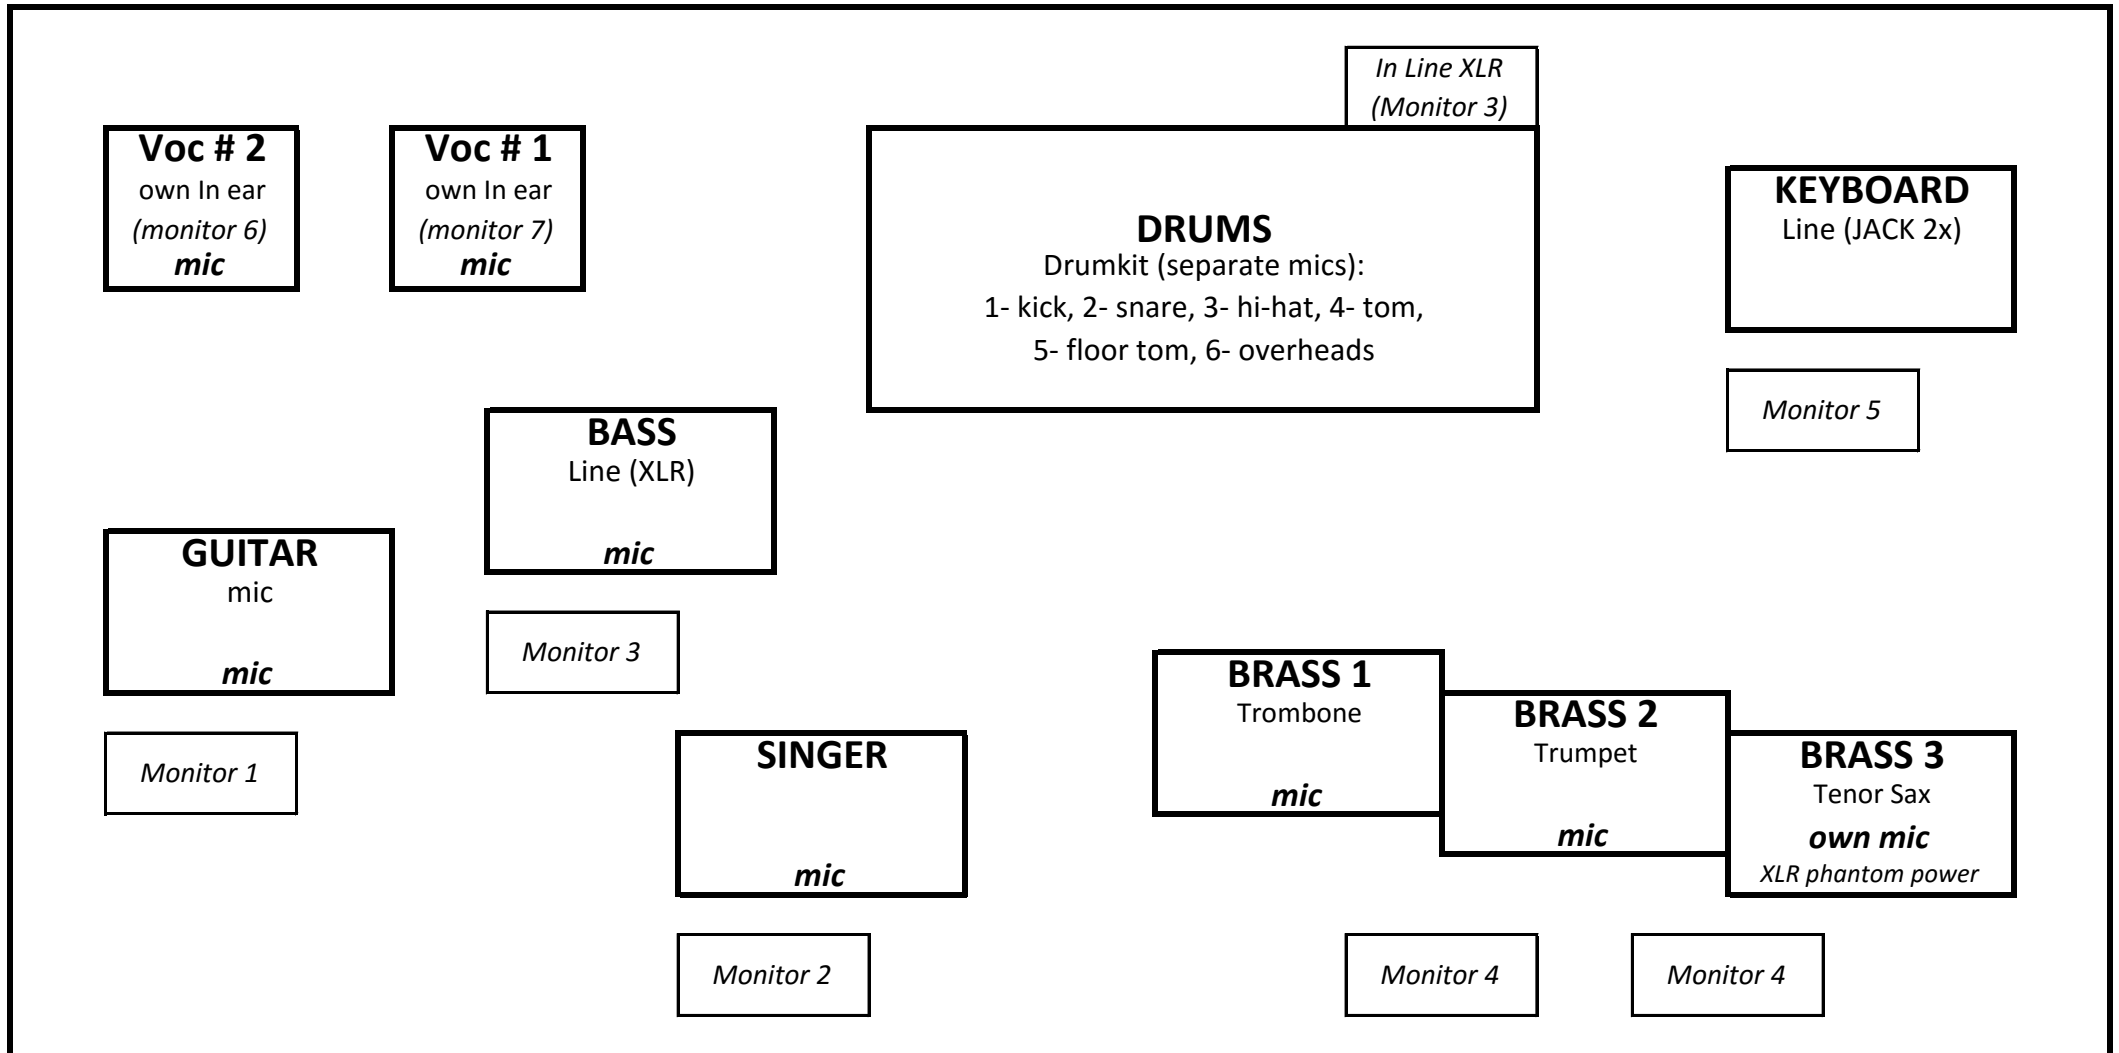 In Line XLR
(Monitor 3)
Voc # 2
own In ear
(monitor 6)
mic
Voc # 1
own In ear
(monitor 7)
mic
DRUMS
Drumkit (separate mics):
1- kick, 2- snare, 3- hi-hat, 4- tom,
5- floor tom, 6- overheads
KEYBOARD
Line (JACK 2x)
Monitor 5
BASS
Line (XLR)
mic
Monitor 3
GUITAR
mic
mic
Monitor 1
SINGER
mic
Monitor 2
BRASS 1
Trombone
mic
BRASS 2
Trumpet
mic
BRASS 3
Tenor Sax
own mic
XLR phantom power
Monitor 4
Monitor 4